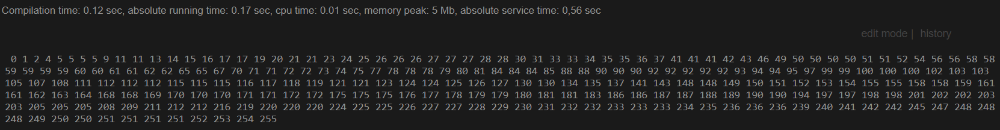 Compilation time: 0.12 sec, absolute running time: 0.17 sec, cpu time: 0.01 sec, memory peak: 5 Mb, absolute service time: 0,56 sec
edit mode | history
0 1 2 4 5 5 5 5 9 11 11 13 14 15 16 17 17 19 20 21 21 23 24 25 26 26 26 27 27 27 28 28 30 31 33 33 34 35 35 36 37 41 41 41 42 43 46 49 50 50 50 50 51 51 52 54 56 56 58 58
59 59 59 59 60 60 61 61 62 62 65 65 67 70 71 71 72 72 73 74 75 77 78 78 78 79 80 81 84 84 84 85 88 88 90 90 90 92 92 92 92 92 93 94 94 95 97 99 99 100 100 100 102 103 103
105 107 108 111 112 112 112 115 115 115 116 117 118 119 121 121 123 124 124 125 126 127 130 130 134 135 137 141 143 148 148 149 150 151 152 153 154 155 155 158 158 159 161
161 162 163 164 168 168 169 170 170 170 171 171 172 172 175 175 175 176 177 178 179 179 180 181 181 183 186 186 187 187 188 189 190 190 194 197 197 198 198 201 202 202 203
203 205 205 205 208 209 211 212 212 216 219 220 220 220 224 225 225 226 227 227 228 229 230 231 232 232 233 233 233 234 235 236 236 236 239 240 241 242 242 245 247 248 248
248 249 250 250 251 251 251 251 252 253 254 255